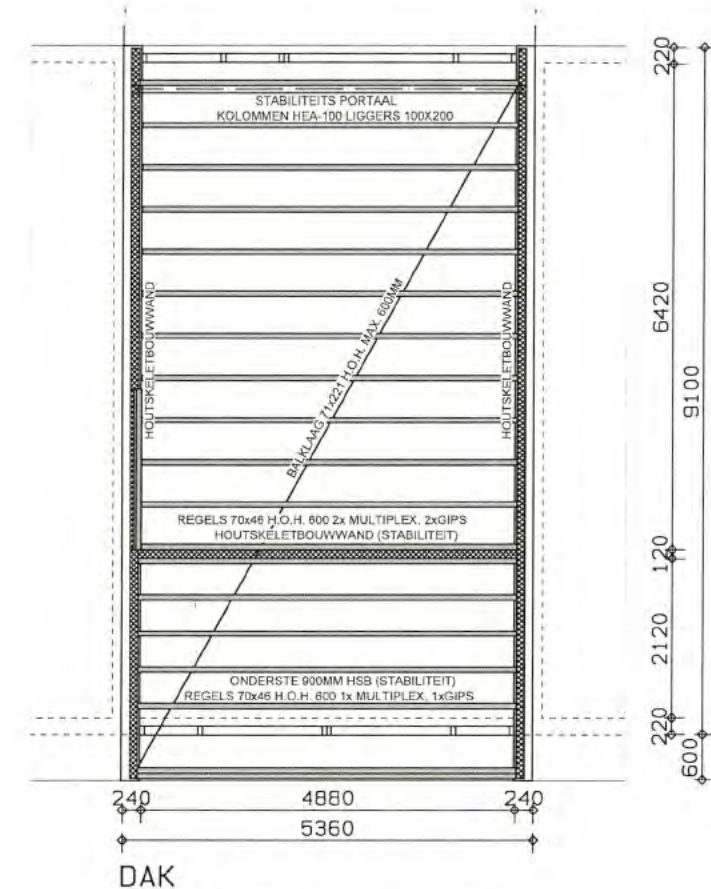 STABILITEITS PORTAAL
KOLOMMEN HEA-100 LIGGERS 100X200
HOUTSKELETBOUWWAND
HOUTSKELETBOUWWAND
BALKLAAG 71x221 H.O.H. MAX. 600MM
REGELS 70x46 H.O.H. 600 2x MULTIPLEX, 2xGIPS
HOUTSKELETBOUWWAND (STABILITEIT)
ONDERSTE 900MM HSB (STABILITEIT)
REGELS 70x46 H.O.H. 600 1x MULTIPLEX, 1xGIPS
220
6420
9100
120
2120
220
600
240
4880
240
5360
DAK